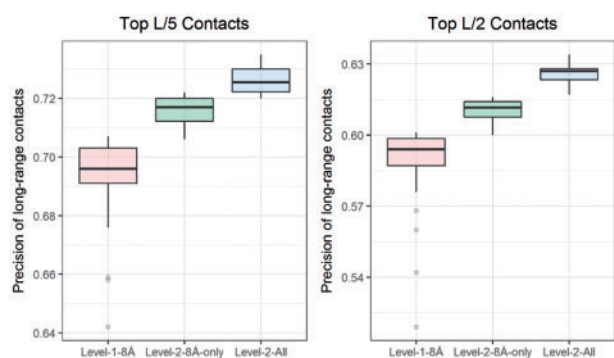 Top L/5 Contacts
Precision of long-range contacts
0.72
0.70
0.68
0.66
0.64
Level-1-8Å Level-2-8Å-only Level-2-All
Top L/2 Contacts
Precision of long-range contacts
0.63
0.60
0.57
0.54
Level-1-8Å Level-2-8Å-only Level-2-All